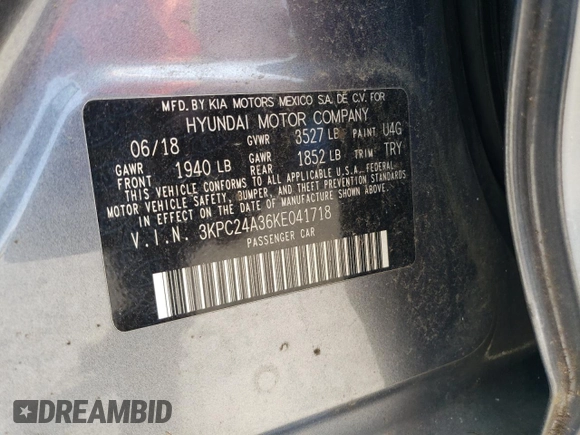 MFD. BY KIA MOTORS MEXICO S.A. DE C.V. FOR
HYUNDAI MOTOR COMPANY
06/18 GVWR 3527 LB PAINT U4G
GAWR FRONT 1940 LB GAWR REAR 1852 LB TRIM TRY
THIS VEHICLE CONFORMS TO ALL APPLICABLE U.S.A. FEDERAL
MOTOR VEHICLE SAFETY, BUMPER, AND THEFT PREVENTION STANDARDS
IN EFFECT ON THE DATE OF MANUFACTURE SHOWN ABOVE.
V.I.N. 3KPC24A36KE041718
PASSENGER CAR
DREAMBID